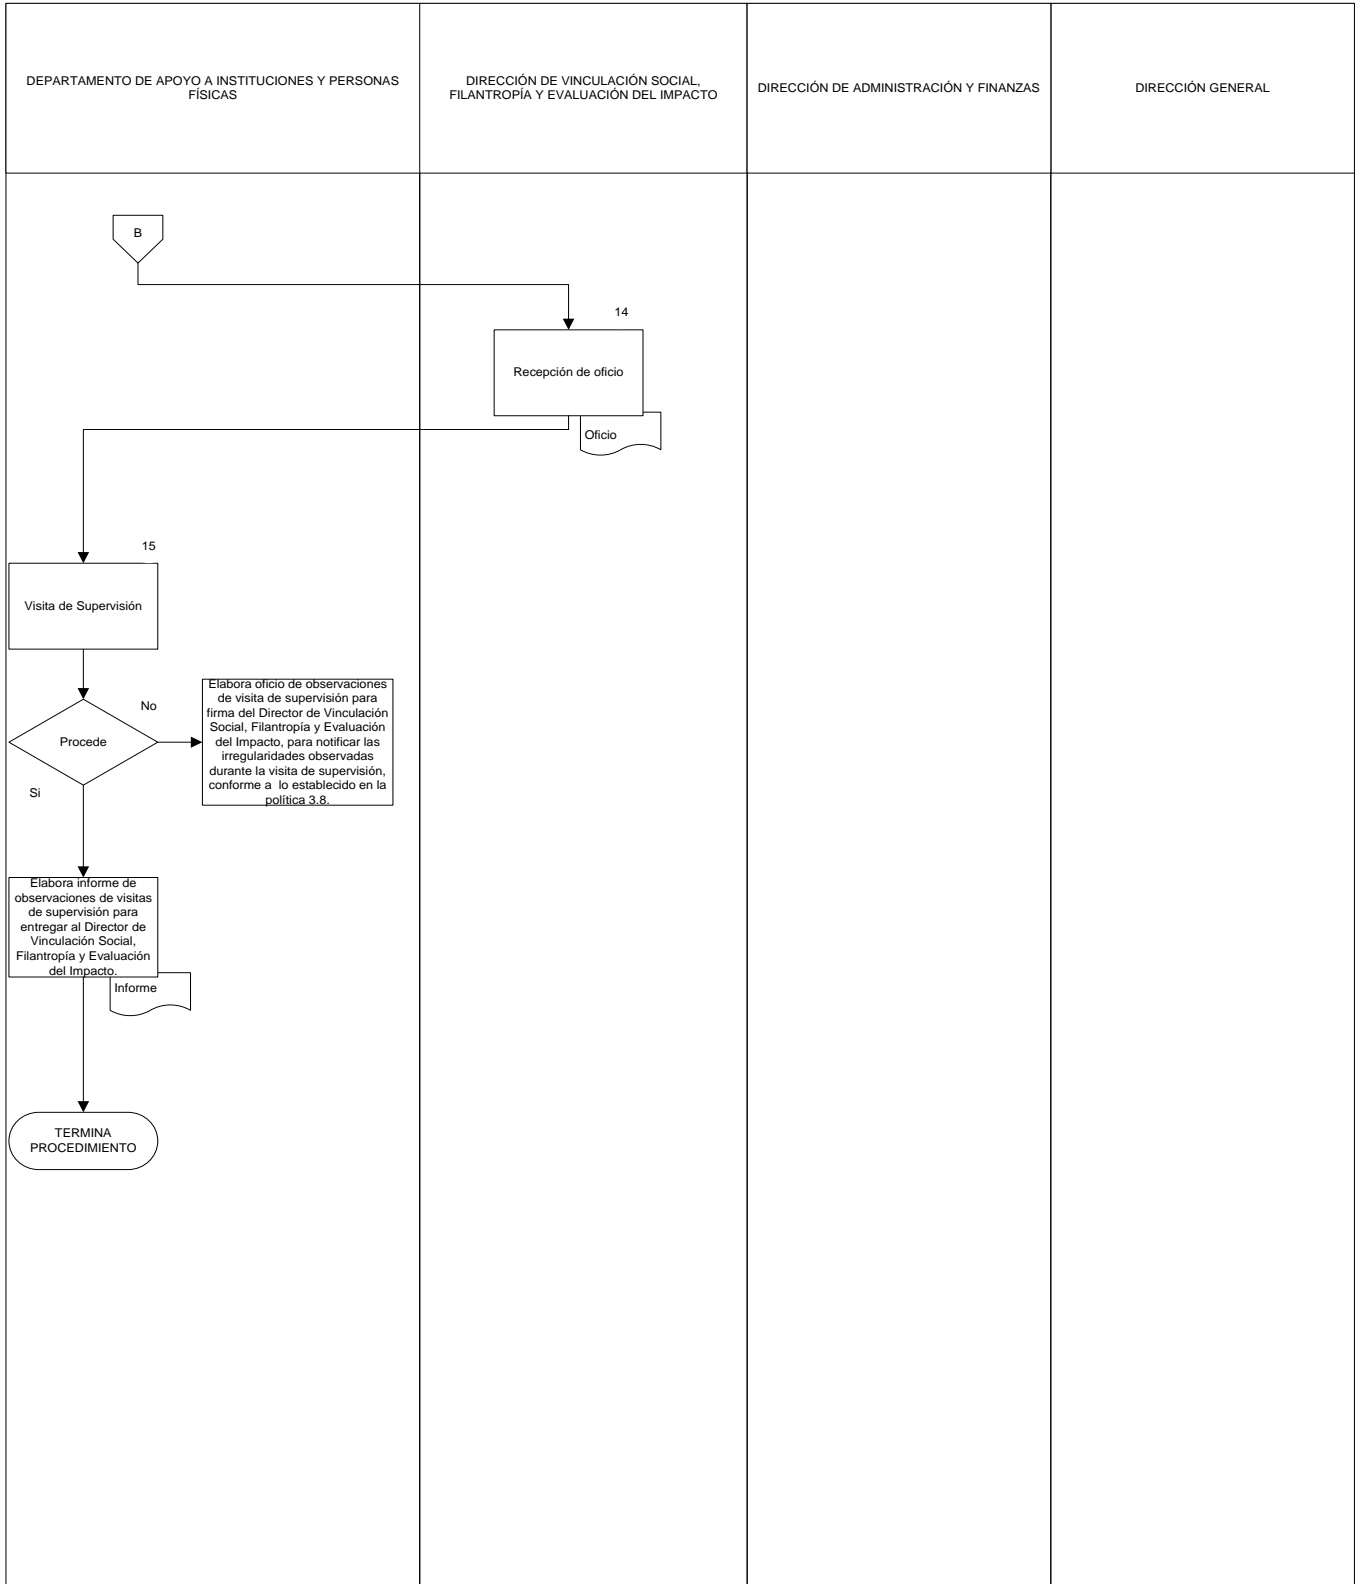 DEPARTAMENTO DE APOYO A INSTITUCIONES Y PERSONAS
FÍSICAS
DIRECCIÓN DE VINCULACIÓN SOCIAL,
FILANTROPÍA Y EVALUACIÓN DEL IMPACTO
DIRECCIÓN DE ADMINISTRACIÓN Y FINANZAS
DIRECCIÓN GENERAL
B
14
Recepción de oficio
Oficio
15
Visita de Supervisión
Procede
No
Elabora oficio de observaciones
de visita de supervisión para
firma del Director de Vinculación
Social, Filantropía y Evaluación
del Impacto, para notificar las
irregularidades observadas
durante la visita de supervisión,
conforme a  lo establecido en la
política 3.8.
Si
Elabora informe de
observaciones de visitas
de supervisión para
entregar al Director de
Vinculación Social,
Filantropía y Evaluación
del Impacto.
Informe
TERMINA
PROCEDIMIENTO